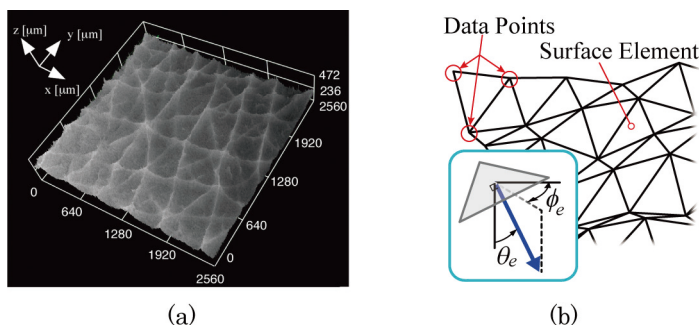 z [μm]
y [μm]
x [μm]
472
236
2560
1920
1280
640
0
0
640
1280
1920
2560
(a)
Data Points
Surface Element
ϕe
θe
(b)